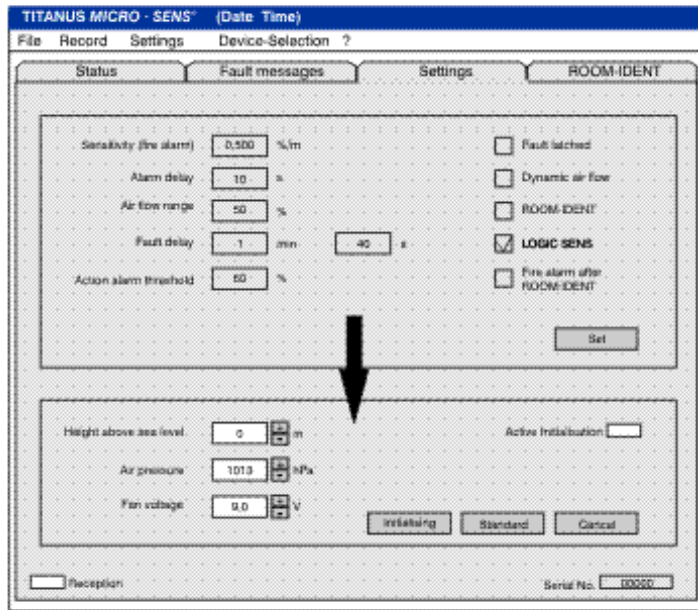 TITANUS MICRO · SENS® (Date Time)
File Record Settings Device-Selection ?
Status Fault messages Settings ROOM-IDENT
Sensitivity (fire alarm) 0,500 %/m Fault latched
Alarm delay 10 s Dynamic air flow
Air flow range 50 % ROOM-IDENT
Fault delay 1 min 40 s LOGIC SENS
Action alarm threshold 60 % Fire alarm after
ROOM-IDENT
Set
Height above sea level 0 m Active Initialisation
Air pressure 1013 hPa
Fan voltage 9,0 V
Initialising Standard Cancel
Reception Serial No. 00000